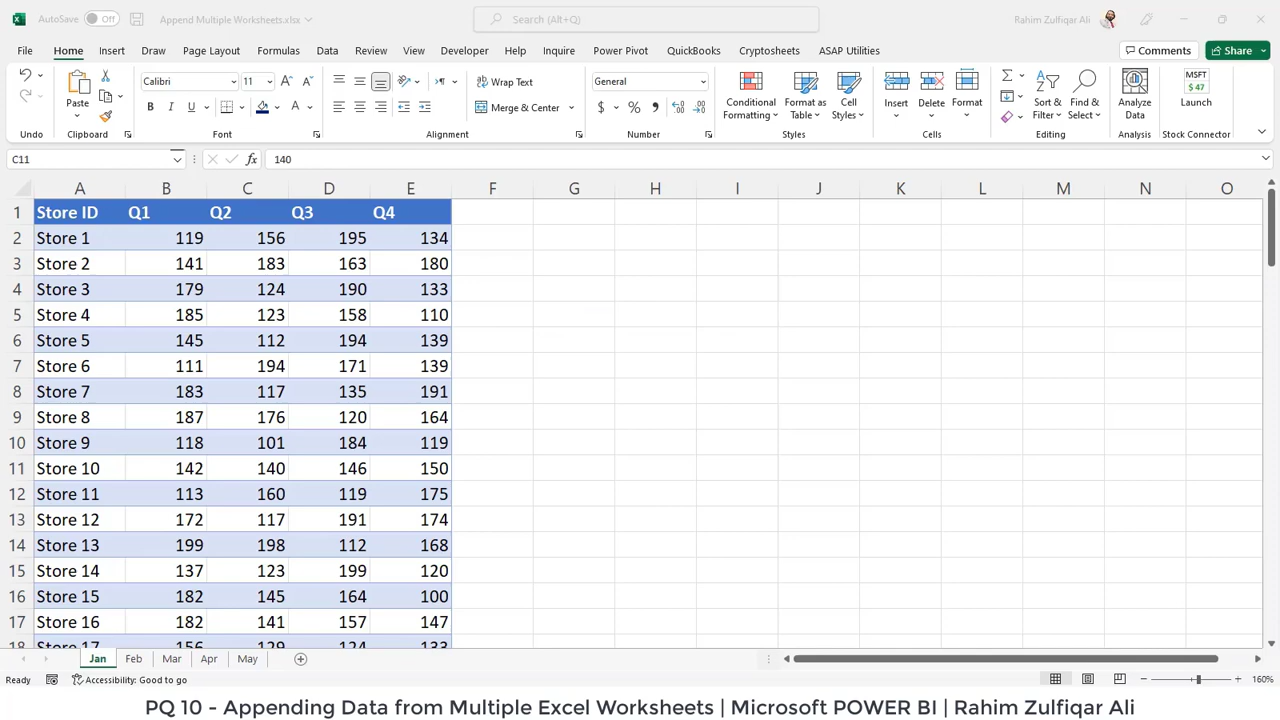 AutoSave Off Append Multiple Worksheets.xlsx Search (Alt+Q) Rahim Zulfiqar Ali
File Home Insert Draw Page Layout Formulas Data Review View Developer Help Inquire Power Pivot QuickBooks Cryptosheets ASAP Utilities Comments Share
Calibri 11 Wrap Text General MSFT
$ 47
Paste B I U Merge & Center $ % Conditional Formatting Format as Table Cell Styles Insert Delete Format Sort & Filter Find & Select Analyze Data Launch
Undo Clipboard Font Alignment Number Styles Cells Editing Analysis Stock Connector
C11 fx 140
A B C D E F G H I J K L M N O
1 Store ID Q1 Q2 Q3 Q4
2 Store 1 119 156 195 134
3 Store 2 141 183 163 180
4 Store 3 179 124 190 133
5 Store 4 185 123 158 110
6 Store 5 145 112 194 139
7 Store 6 111 194 171 139
8 Store 7 183 117 135 191
9 Store 8 187 176 120 164
10 Store 9 118 101 184 119
11 Store 10 142 140 146 150
12 Store 11 113 160 119 175
13 Store 12 172 117 191 174
14 Store 13 199 198 112 168
15 Store 14 137 123 199 120
16 Store 15 182 145 164 100
17 Store 16 182 141 157 147
18 Store 17 156 129 124 133
Jan Feb Mar Apr May
Ready Accessibility: Good to go 160%
PQ 10 - Appending Data from Multiple Excel Worksheets | Microsoft POWER BI | Rahim Zulfiqar Ali